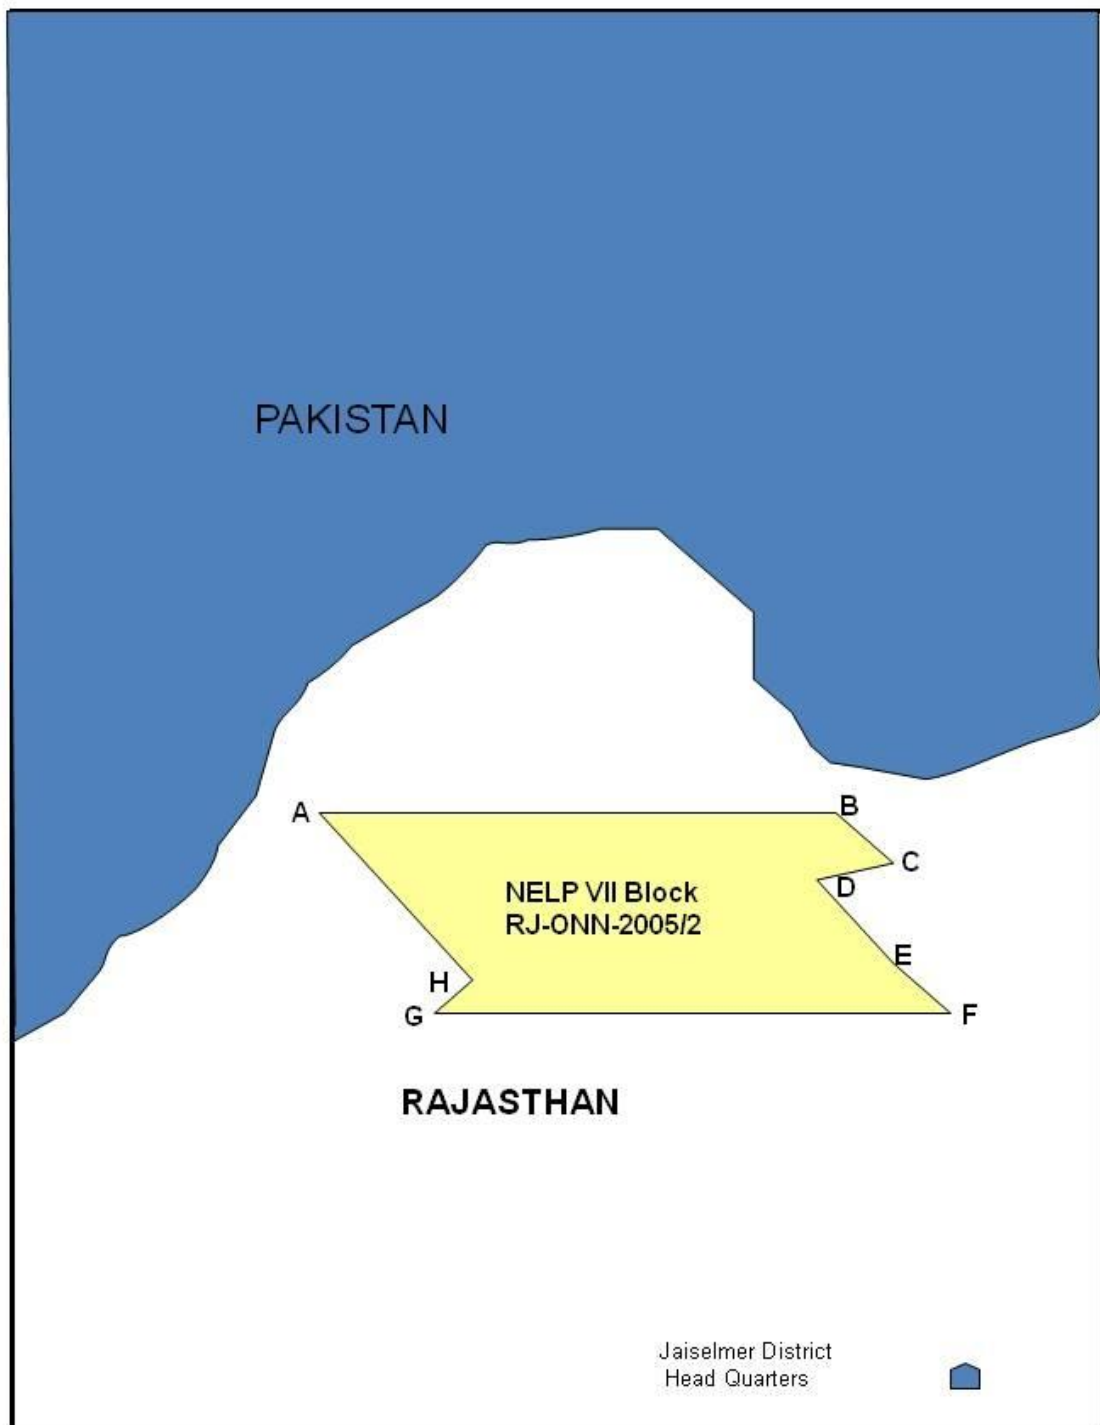 PAKISTAN
A
B
C
D
NELP VII Block
RJ-ONN-2005/2
E
H
G
F
RAJASTHAN
Jaiselmer District
Head Quarters